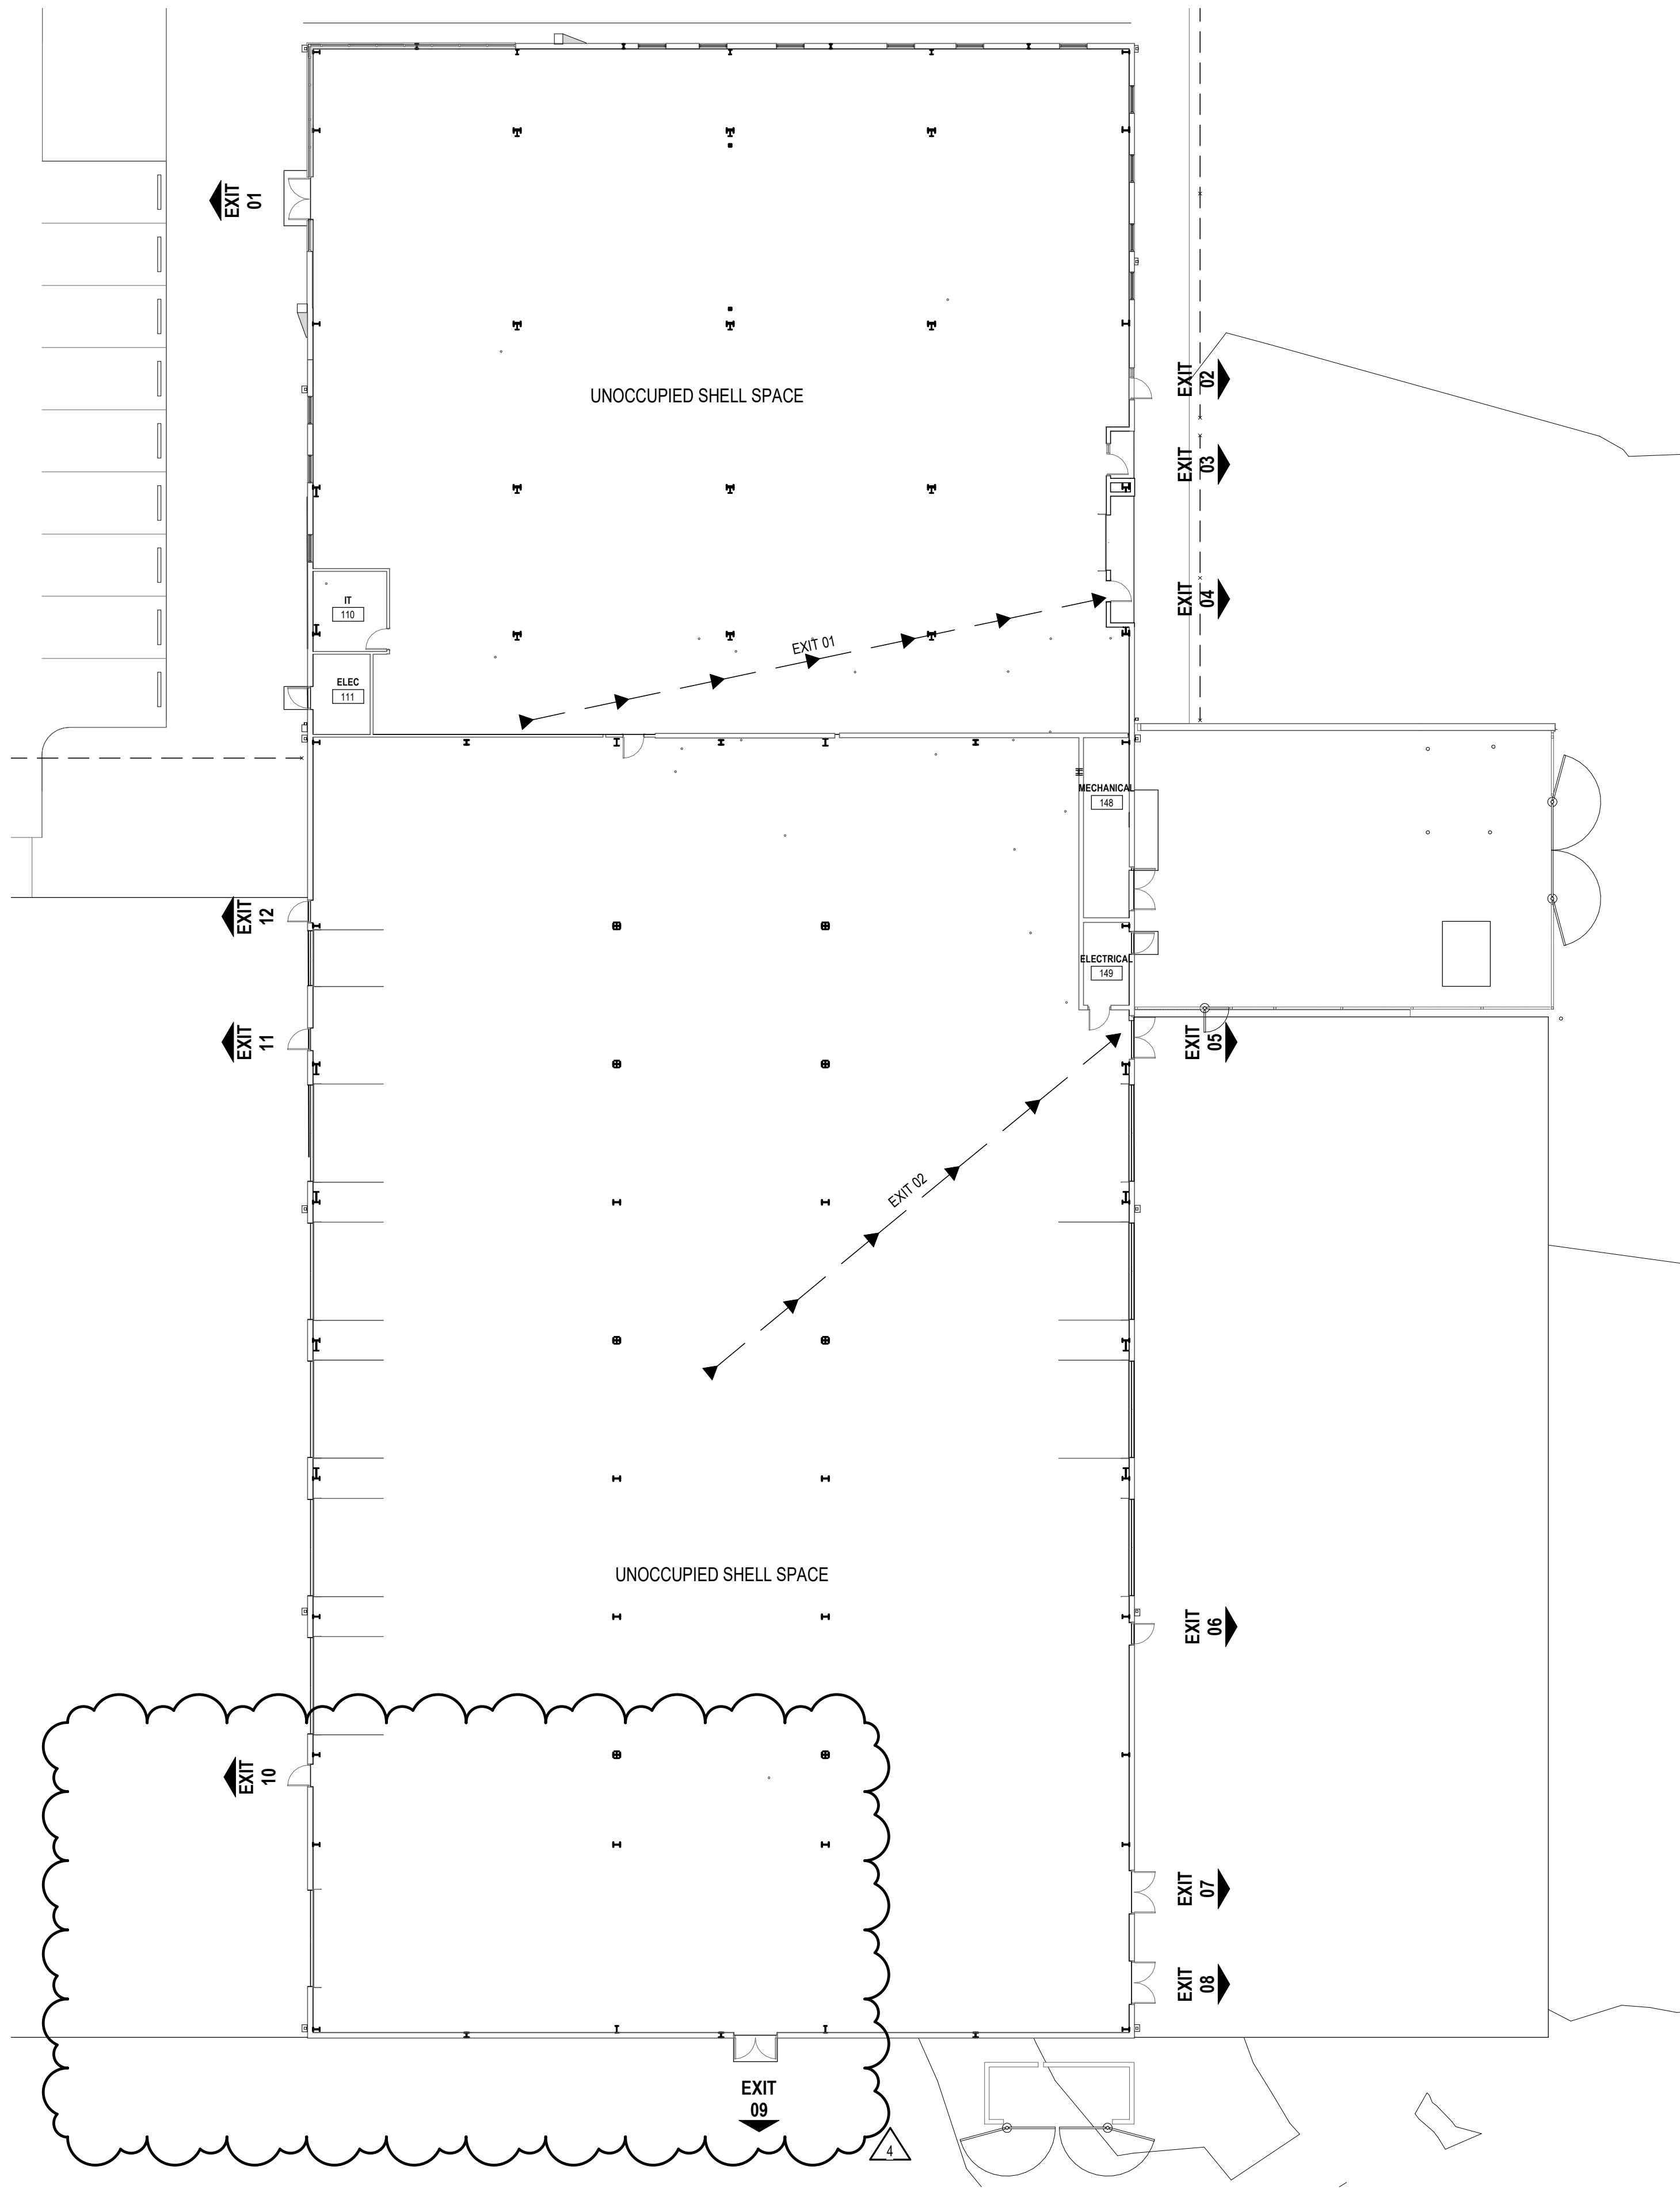 EXIT
01
EXIT
02
UNOCCUPIED SHELL SPACE
EXIT
03
EXIT
04
IT
110
EXIT 01
ELEC
111
MECHANICAL
148
EXIT
12
ELECTRICAL
149
EXIT
11
EXIT
05
EXIT 02
UNOCCUPIED SHELL SPACE
EXIT
06
EXIT
10
EXIT
07
EXIT
08
EXIT
09
4